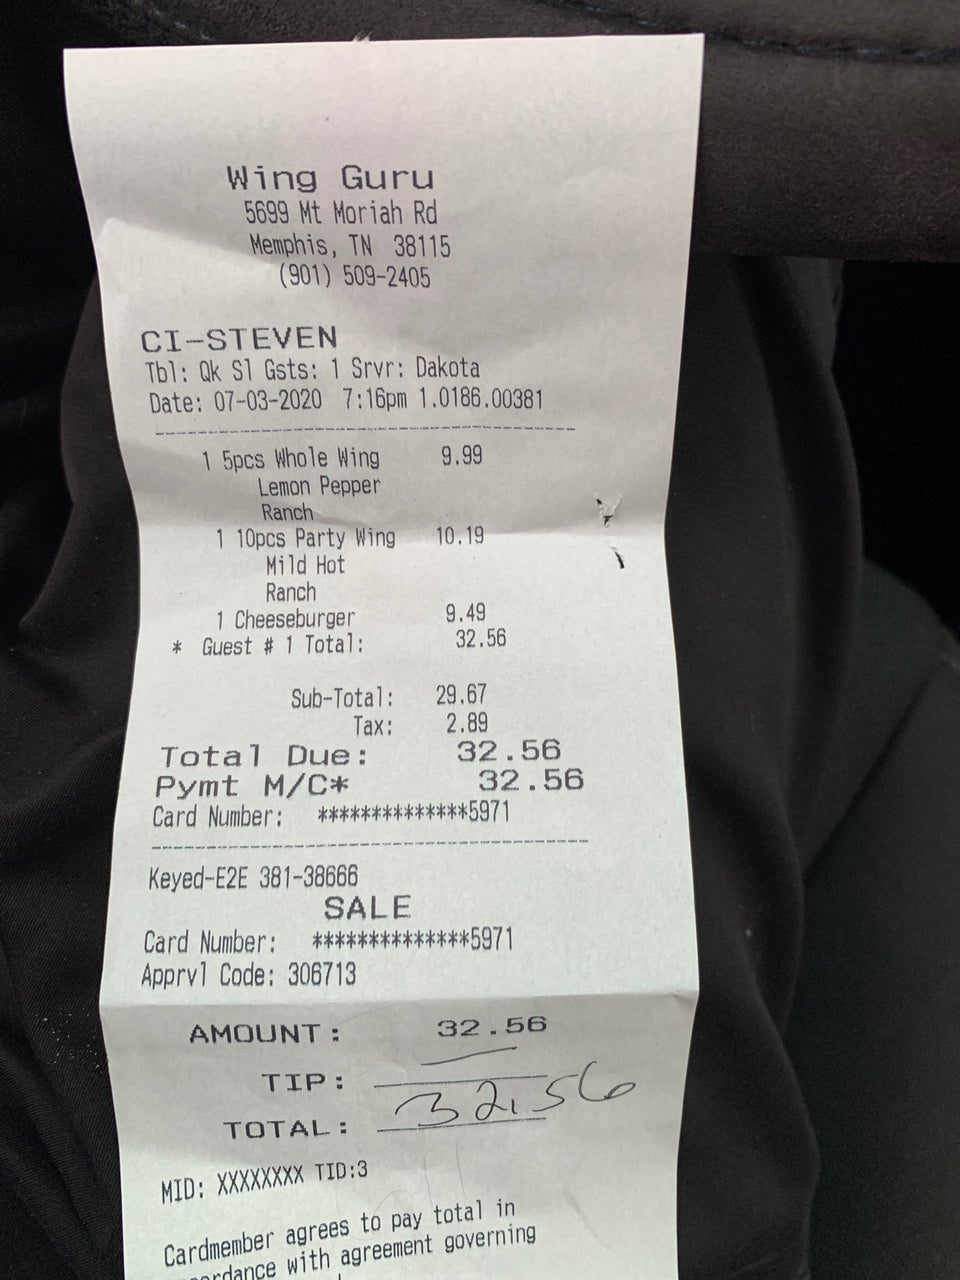 Wing Guru
5699 Mt Moriah Rd
Memphis, TN 38115
(901) 509-2405
CI-STEVEN
Tbl: Qk Sl Gsts: 1 Srvr: Dakota
Date: 07-03-2020 7:16pm 1.0186.00381
1 5pcs Whole Wing 9.99
Lemon Pepper
Ranch
1 10pcs Party Wing 10.19
Mild Hot
Ranch
1 Cheeseburger 9.49
* Guest # 1 Total: 32.56
Sub-Total: 29.67
Tax: 2.89
Total Due: 32.56
Pymt M/C* 32.56
Card Number: **************5971
Keyed-E2E 381-38666
SALE
Card Number: **************5971
Apprvl Code: 306713
AMOUNT: 32.56
TIP:
TOTAL: 32.56
MID: XXXXXXXX TID:3
Cardmember agrees to pay total in
with agreement governing